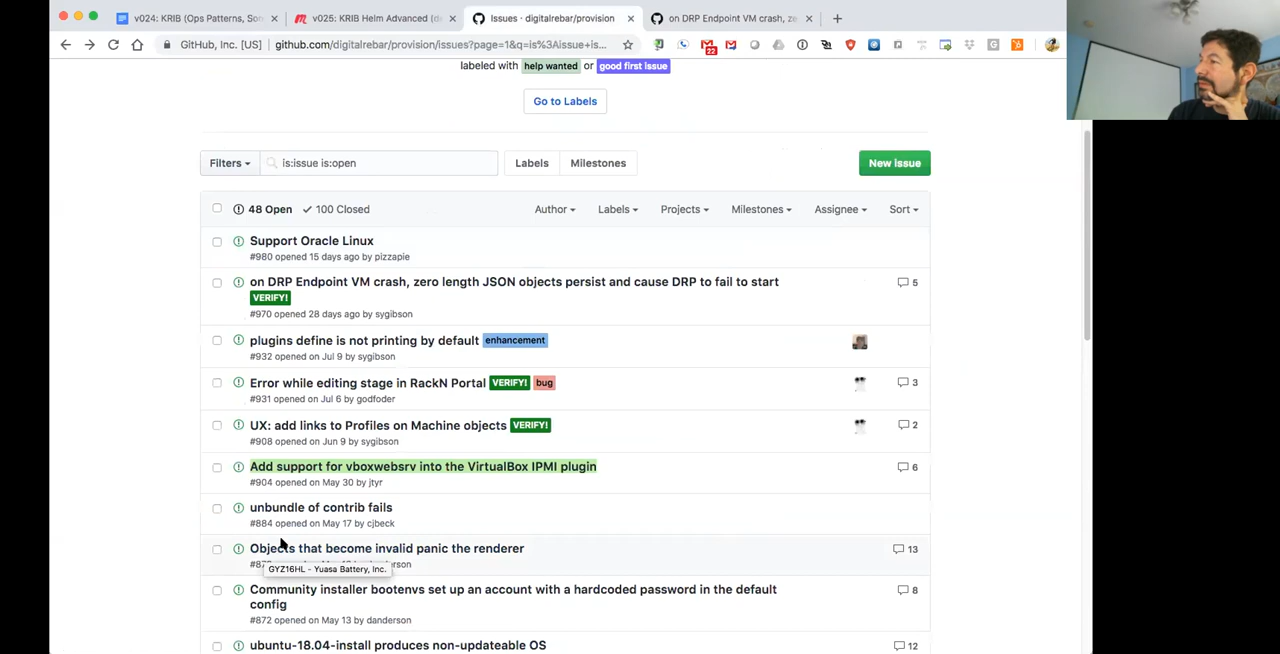 v024: KRIB (Ops Patterns, Son
v025: KRIB Helm Advanced (d
Issues · digitalrebar/provision
on DRP Endpoint VM crash, ze
GitHub, Inc. [US]
github.com/digitalrebar/provision/issues?page=1&q=is%3Aissue+is...
22
labeled with help wanted or good first issue
Go to Labels
Filters
is:issue is:open
Labels
Milestones
New issue
48 Open
100 Closed
Author
Labels
Projects
Milestones
Assignee
Sort
Support Oracle Linux
#980 opened 15 days ago by pizzapie
on DRP Endpoint VM crash, zero length JSON objects persist and cause DRP to fail to start
5
VERIFY!
#970 opened 28 days ago by sygibson
plugins define is not printing by default enhancement
#932 opened on Jul 9 by sygibson
Error while editing stage in RackN Portal VERIFY! bug
3
#931 opened on Jul 6 by godfoder
UX: add links to Profiles on Machine objects VERIFY!
2
#908 opened on Jun 9 by sygibson
Add support for vboxwebsrv into the VirtualBox IPMI plugin
6
#904 opened on May 30 by jtyr
unbundle of contrib fails
#884 opened on May 17 by cjbeck
Objects that become invalid panic the renderer
13
GYZ16HL - Yuasa Battery, Inc.
Community installer bootenvs set up an account with a hardcoded password in the default
8
config
#872 opened on May 13 by danderson
ubuntu-18.04-install produces non-updateable OS
12